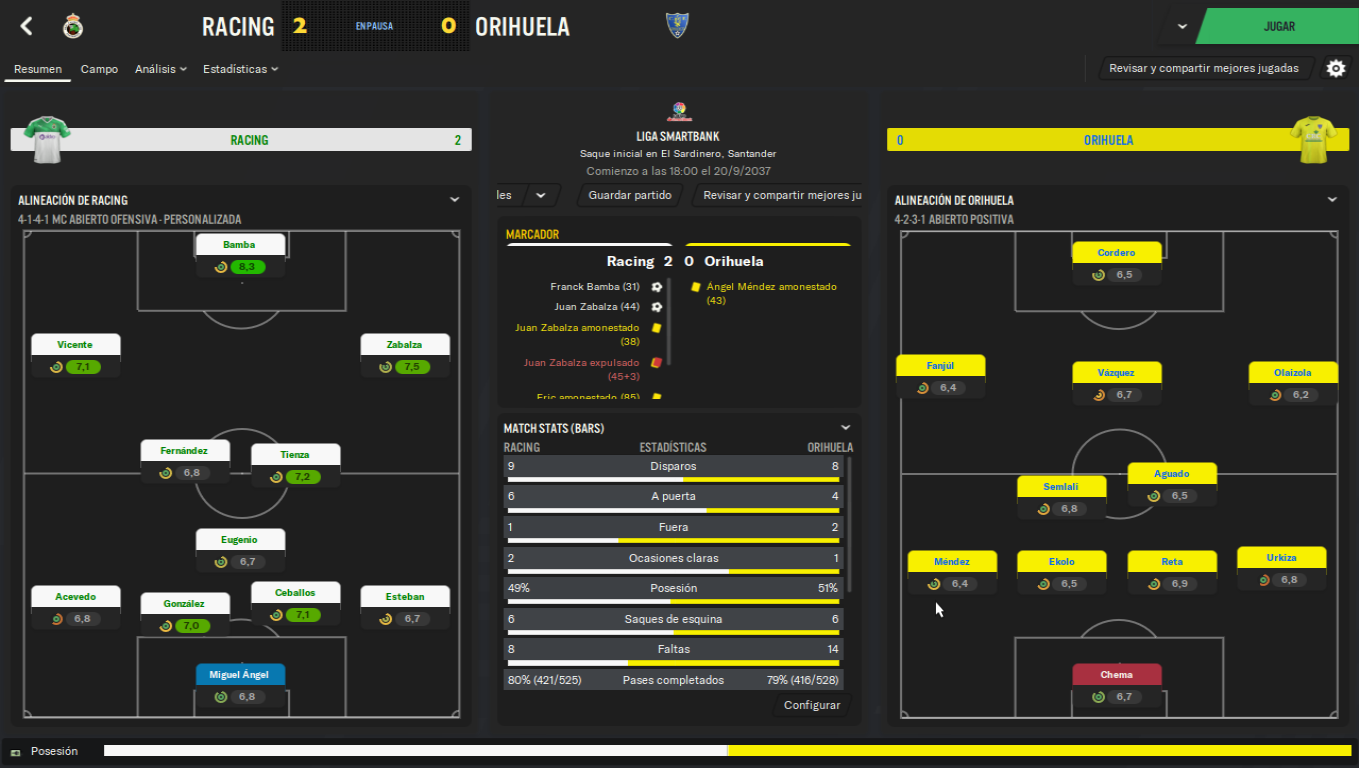 RACING 2 EN PAUSA 0 ORIHUELA
JUGAR
Resumen Campo Análisis Estadísticas
Revisar y compartir mejores jugadas
RACING 2
ALINEACIÓN DE RACING
4-1-4-1 MC ABIERTO OFENSIVA - PERSONALIZADA
Bamba
8,3
Vicente
7,1
Zabalza
7,5
Fernández
6,8
Tienza
7,2
Eugenio
6,7
Acevedo
6,8
González
7,0
Ceballos
7,1
Esteban
6,7
Miguel Ángel
6,8
LIGA SMARTBANK
Saque inicial en El Sardinero, Santander
Comienzo a las 18:00 el 20/9/2037
les
Guardar partido
Revisar y compartir mejores ju
MARCADOR
Racing 2 0 Orihuela
Franck Bamba (31)
Juan Zabalza (44)
Juan Zabalza amonestado
(38)
Juan Zabalza expulsado
(45+3)
Eric amonestado (85)
Ángel Méndez amonestado
(43)
MATCH STATS (BARS)
RACING ESTADÍSTICAS ORIHUELA
9 Disparos 8
6 A puerta 4
1 Fuera 2
2 Ocasiones claras 1
49% Posesión 51%
6 Saques de esquina 6
8 Faltas 14
80% (421/525) Pases completados 79% (416/528)
Configurar
0 ORIHUELA
ALINEACIÓN DE ORIHUELA
4-2-3-1 ABIERTO POSITIVA
Cordero
6,5
Fanjúl
6,4
Vázquez
6,7
Olaizola
6,2
Semlali
6,8
Aguado
6,5
Méndez
6,4
Ekolo
6,5
Reta
6,9
Urkiza
6,8
Chema
6,7
Posesión